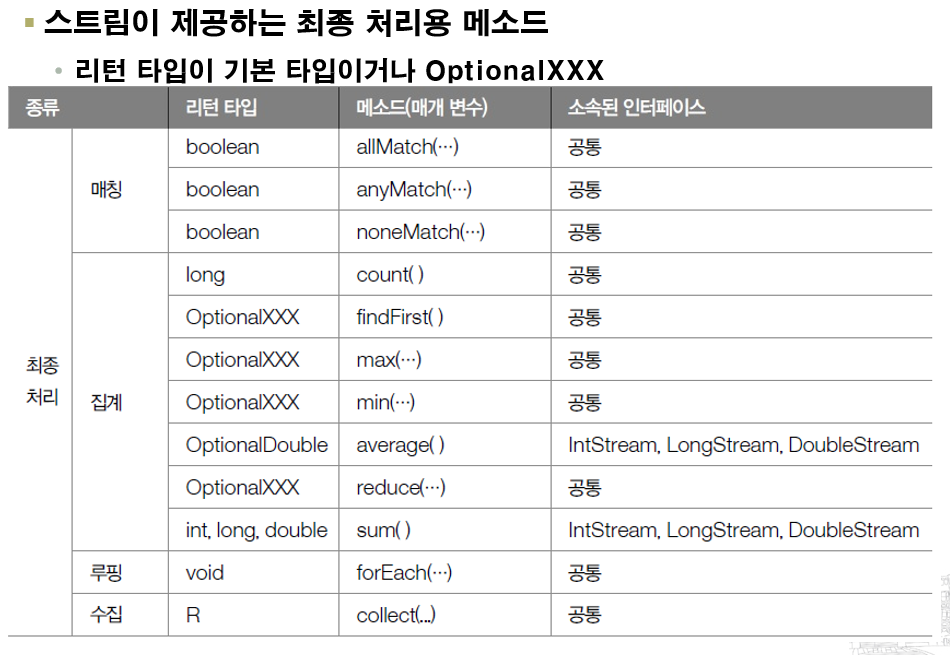 스트림이 제공하는 최종 처리용 메소드
리턴 타입이 기본 타입이거나 OptionalXXX
종류 리턴 타입 메소드(매개 변수) 소속된 인터페이스
최종 처리
매칭
boolean allMatch(…) 공통
boolean anyMatch(…) 공통
boolean noneMatch(…) 공통
집계
long count( ) 공통
OptionalXXX findFirst( ) 공통
OptionalXXX max(…) 공통
OptionalXXX min(…) 공통
OptionalDouble average( ) IntStream, LongStream, DoubleStream
OptionalXXX reduce(…) 공통
int, long, double sum( ) IntStream, LongStream, DoubleStream
루핑 void forEach(…) 공통
수집 R collect(...) 공통